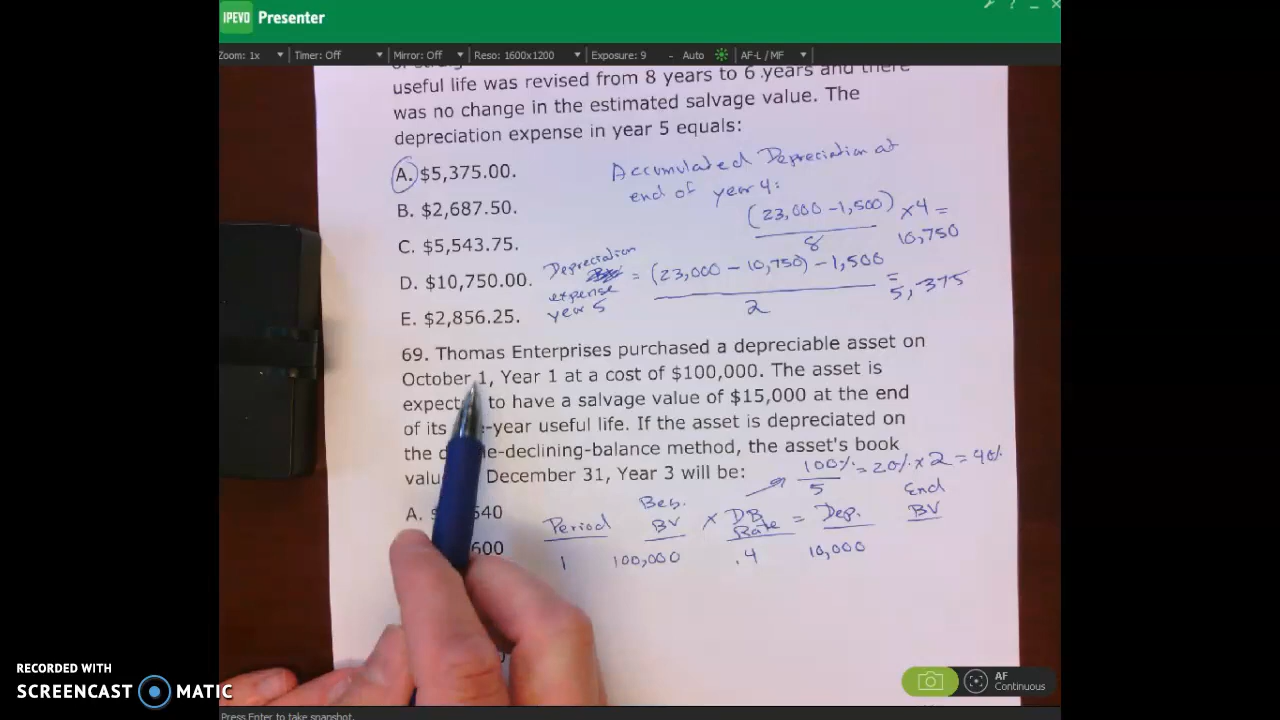 IPEVO Presenter
Zoom: 1x Timer: Off Mirror: Off Reso: 1600x1200 Exposure: 9 - Auto AF-L / MF
useful life was revised from 8 years to 6 years and there
was no change in the estimated salvage value. The
depreciation expense in year 5 equals:
A. $5,375.00.
B. $2,687.50.
C. $5,543.75.
D. $10,750.00.
E. $2,856.25.
Accumulated Depreciation at
end of year 4:
(23,000 - 1,500) x 4 =
8
10,750
Depreciation
expense
year 5
= (23,000 - 10,750) - 1,500 =
2
5,375
69. Thomas Enterprises purchased a depreciable asset on
October 1, Year 1 at a cost of $100,000. The asset is
to have a salvage value of $15,000 at the end
of its -year useful life. If the asset is depreciated on
the -declining-balance method, the asset's book
December 31, Year 3 will be:
100% = 20% x 2 = 40%
5
A.
Period Beg. BV x DB Rate = Dep. End BV
1 100,000 .4 10,000
AF
Continuous
RECORDED WITH
SCREENCAST MATIC
Press Enter to take snapshot.